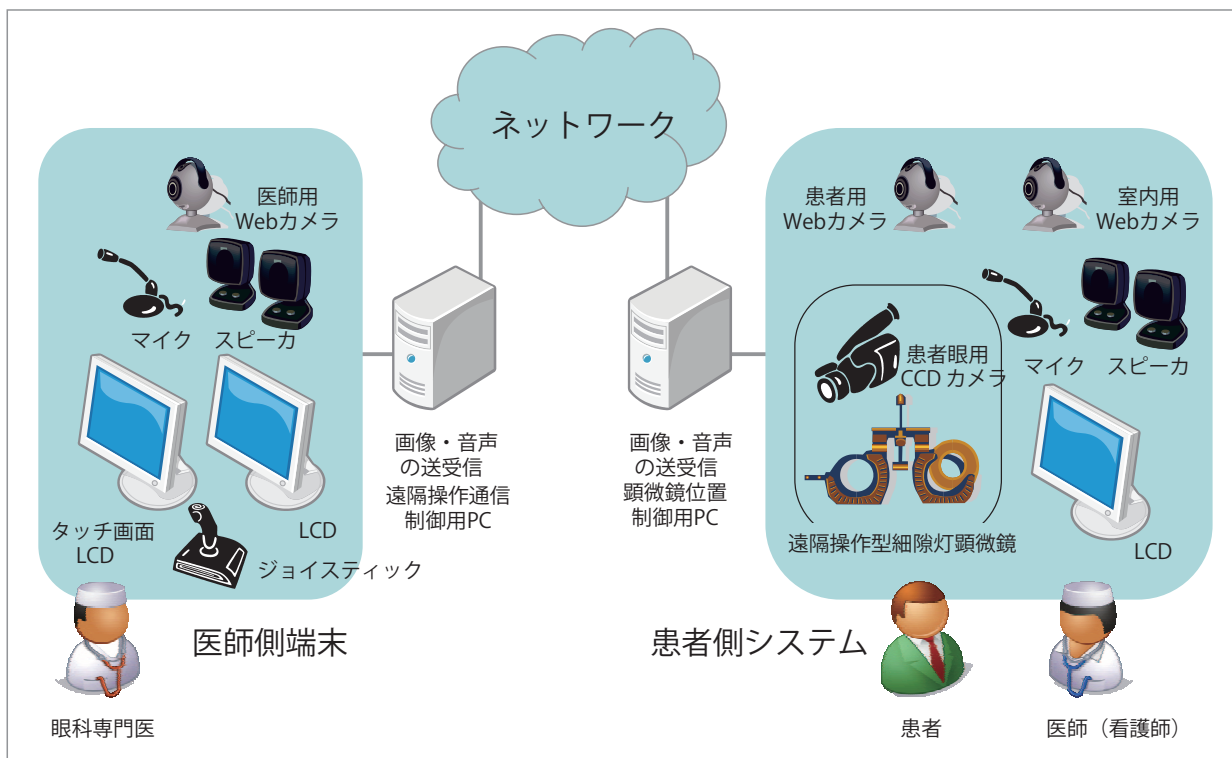 ネットワーク
医師用
Webカメラ
マイク
スピーカ
タッチ画面
LCD
LCD
ジョイスティック
医師側端末
眼科専門医
画像・音声
の送受信
遠隔操作通信
制御用PC
画像・音声
の送受信
顕微鏡位置
制御用PC
患者用
Webカメラ
室内用
Webカメラ
患者眼用
CCD カメラ
マイク
スピーカ
遠隔操作型細隙灯顕微鏡
LCD
患者側システム
患者
医師（看護師）